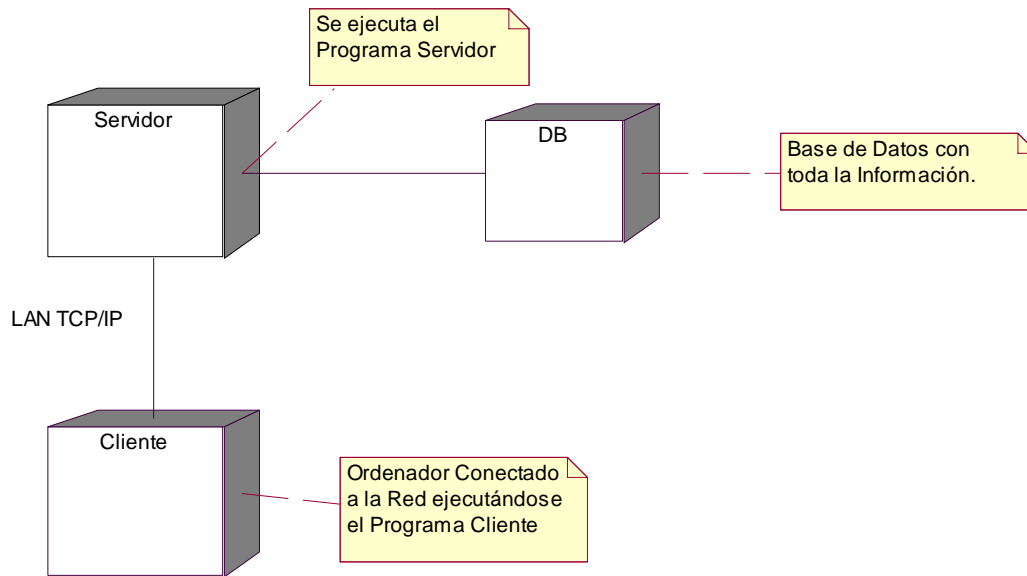 Se ejecuta el
Programa Servidor
Servidor
DB
Base de Datos con
toda la Información.
LAN TCP/IP
Cliente
Ordenador Conectado
a la Red ejecutándose
el Programa Cliente